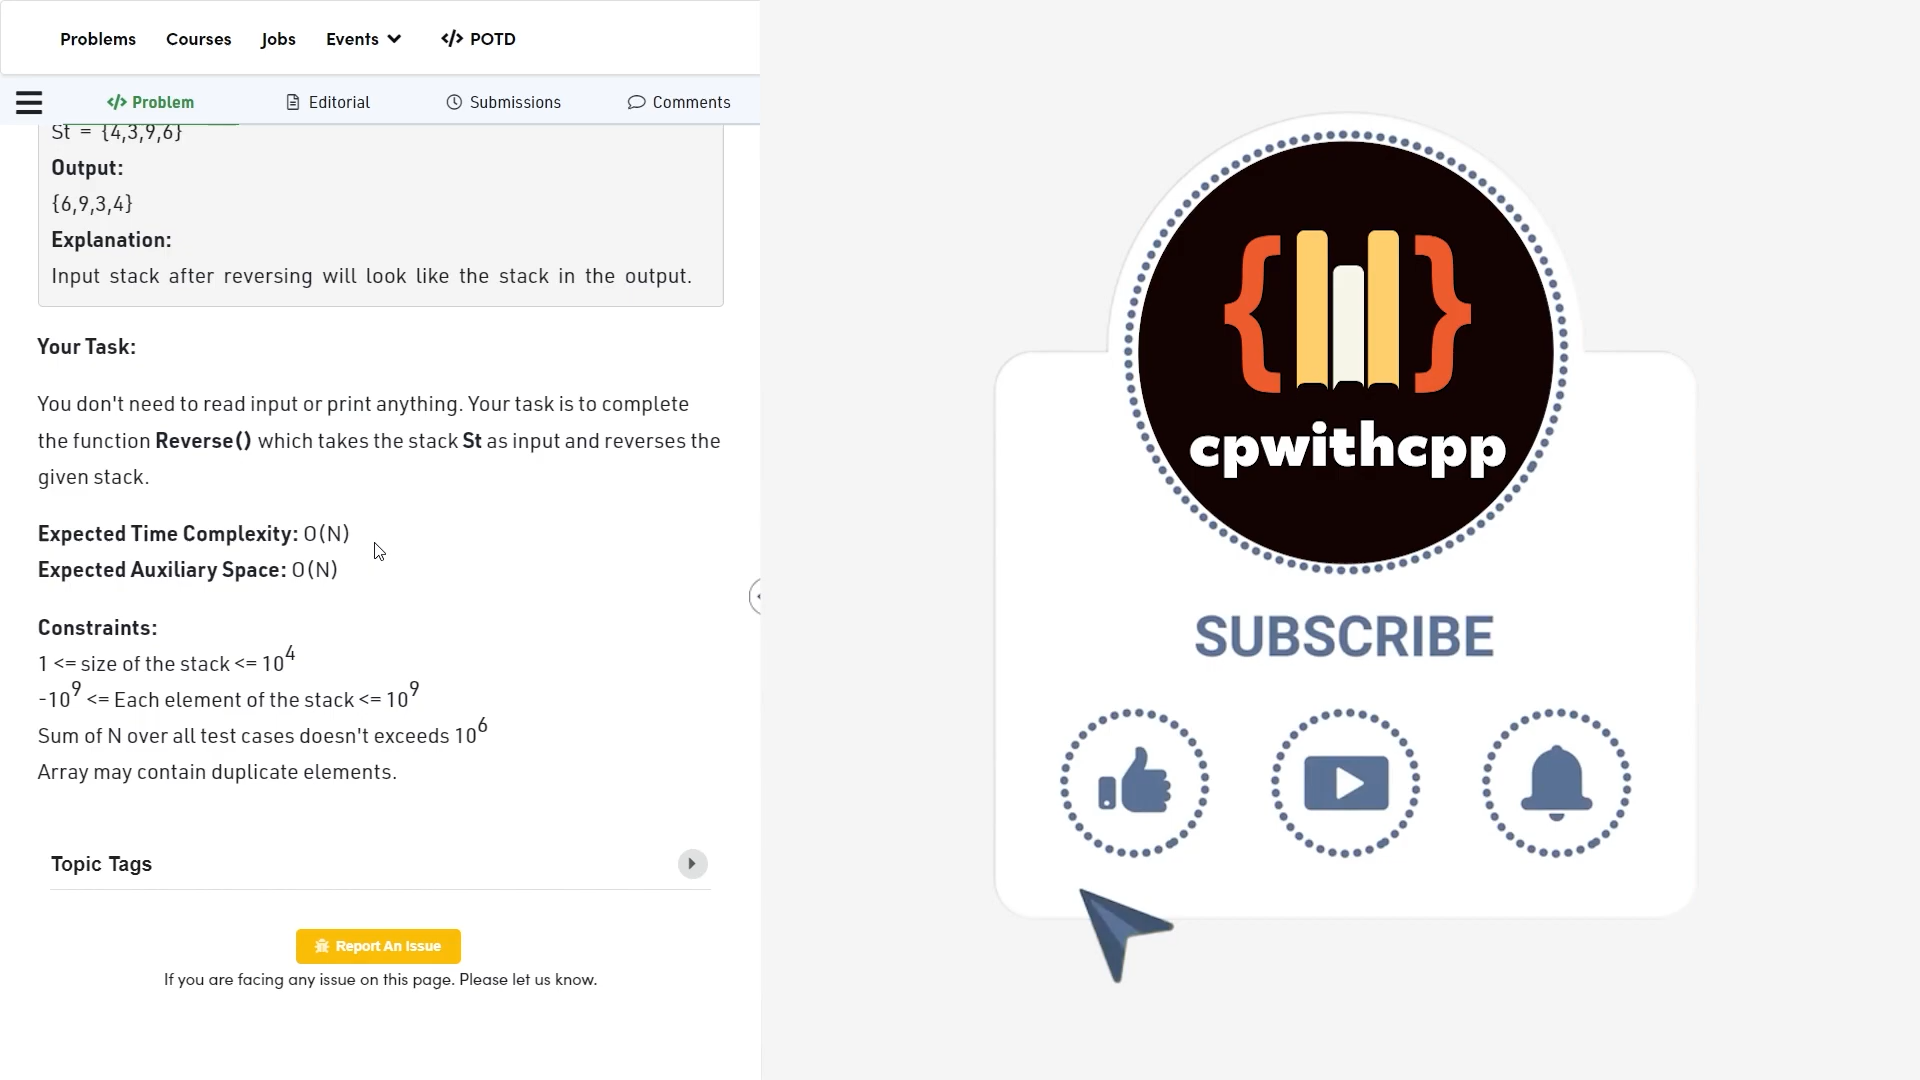 Problems Courses Jobs Events </> POTD
</> Problem Editorial Submissions Comments
St = {4,3,9,6}
Output:
{6,9,3,4}
Explanation:
Input stack after reversing will look like the stack in the output.
Your Task:
You don't need to read input or print anything. Your task is to complete
the function Reverse() which takes the stack St as input and reverses the
given stack.
Expected Time Complexity: O(N)
Expected Auxiliary Space: O(N)
Constraints:
1 <= size of the stack <= 10^4
-10^9 <= Each element of the stack <= 10^9
Sum of N over all test cases doesn't exceeds 10^6
Array may contain duplicate elements.
Topic Tags
Report An Issue
If you are facing any issue on this page. Please let us know.
cpwithcpp
SUBSCRIBE